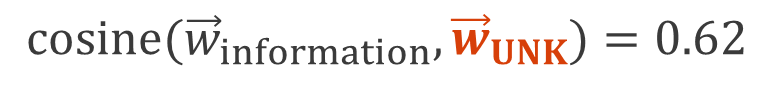 cosine(w⃗information, w⃗UNK) = 0.62